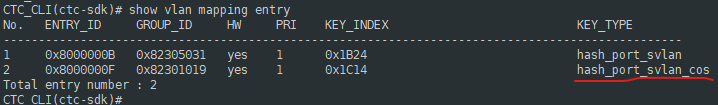 CTC_CLI(ctc-sdk)# show vlan mapping entry
No. ENTRY_ID GROUP_ID HW PRI KEY_INDEX KEY_TYPE
--------------------------------------------------------------------------------------------
1 0x8000000B 0x82305031 yes 1 0x1B24 hash_port_svlan
2 0x8000000F 0x82301019 yes 1 0x1C14 hash_port_svlan_cos
Total entry number : 2
CTC_CLI(ctc-sdk)#